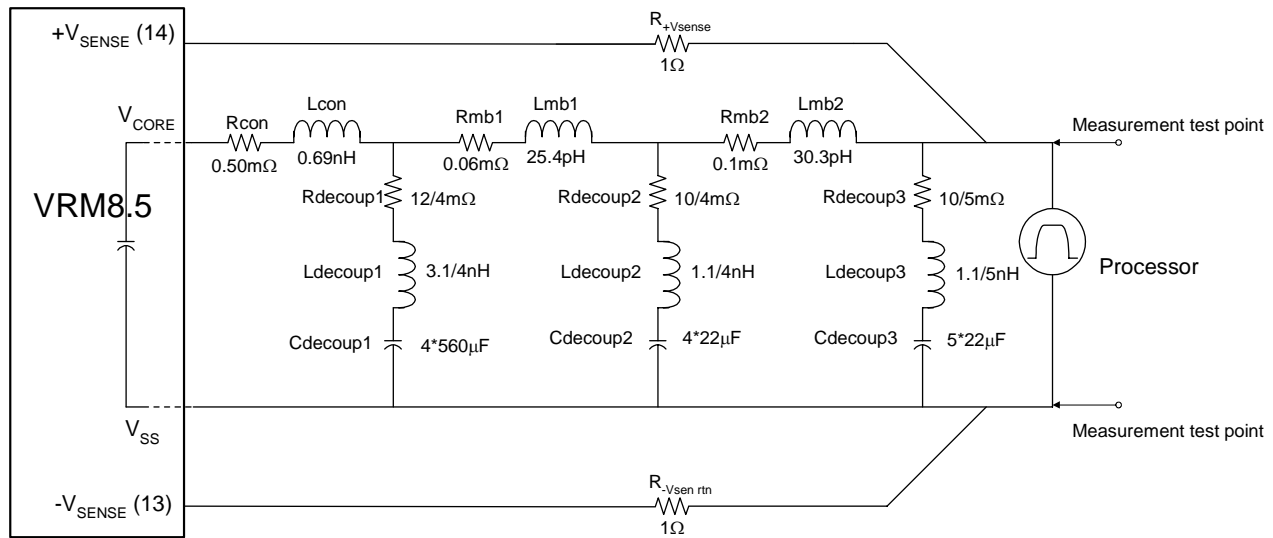 +VSENSE (14)
R+Vsense
1Ω
VCORE
Rcon
0.50mΩ
Lcon
0.69nH
Rmb1
0.06mΩ
Lmb1
25.4pH
Rmb2
0.1mΩ
Lmb2
30.3pH
Measurement test point
VRM8.5
Rdecoup1
12/4mΩ
Rdecoup2
10/4mΩ
Rdecoup3
10/5mΩ
Ldecoup1
3.1/4nH
Ldecoup2
1.1/4nH
Ldecoup3
1.1/5nH
Processor
Cdecoup1
4*560μF
Cdecoup2
4*22μF
Cdecoup3
5*22μF
VSS
Measurement test point
-VSENSE (13)
R-Vsen rtn
1Ω